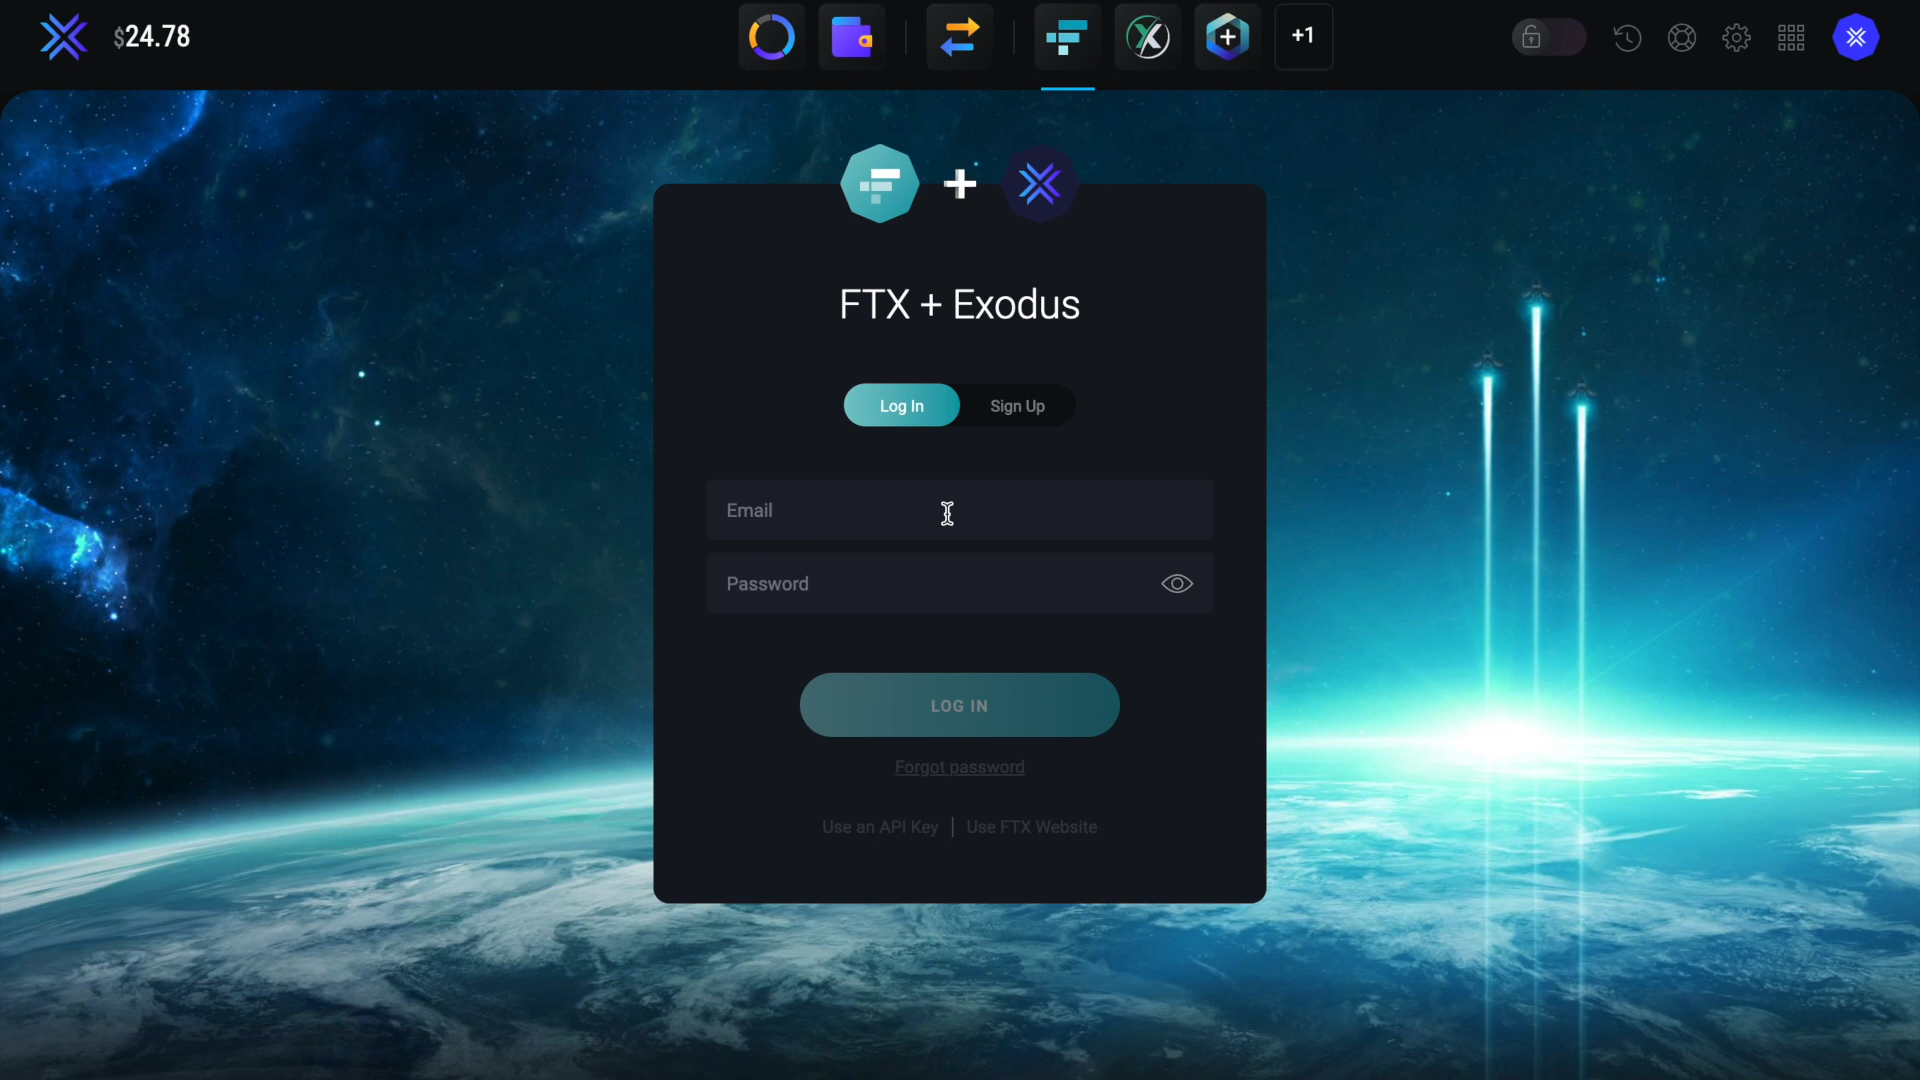 $24.78
+1
FTX + Exodus
Log In
Sign Up
Email
Password
LOG IN
Forgot password
Use an API Key | Use FTX Website